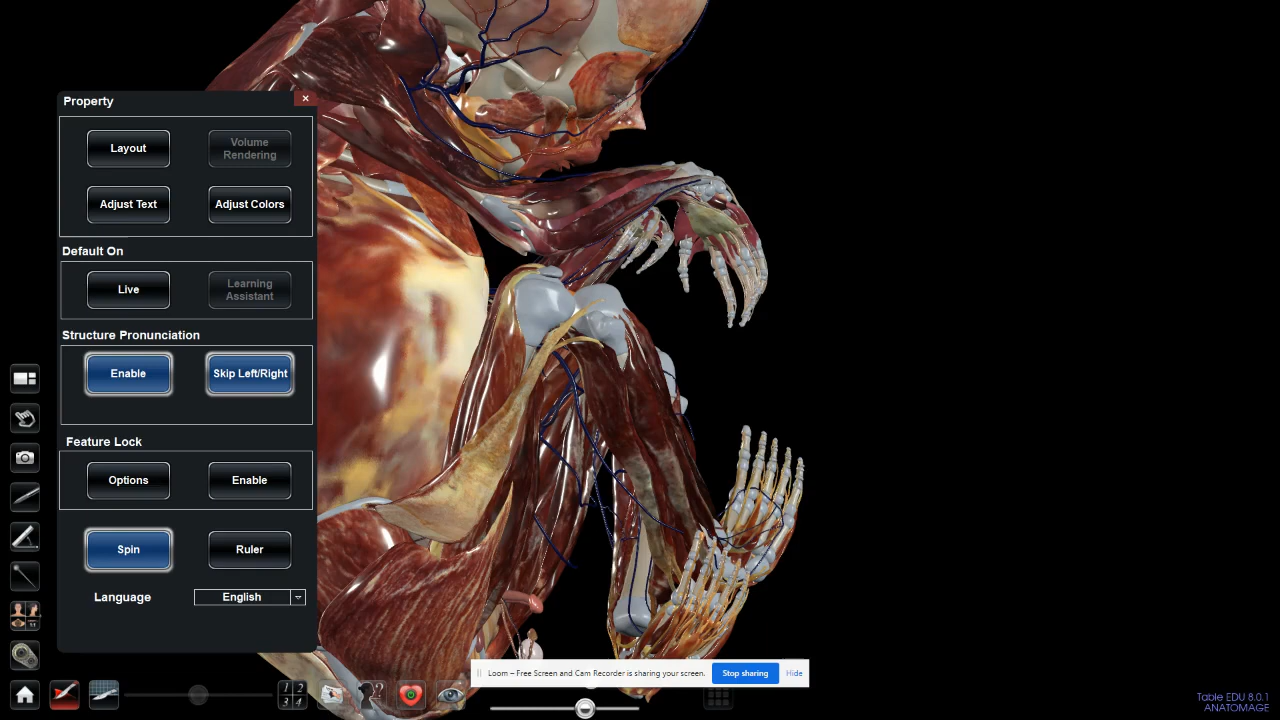 Property
Layout
Volume
Rendering
Adjust Text
Adjust Colors
Default On
Live
Learning
Assistant
Structure Pronunciation
Enable
Skip Left/Right
Feature Lock
Options
Enable
Spin
Ruler
Language
English
1 2
3 4
Loom – Free Screen and Cam Recorder is sharing your screen.
Stop sharing
Hide
Table EDU 8.0.1
ANATOMAGE